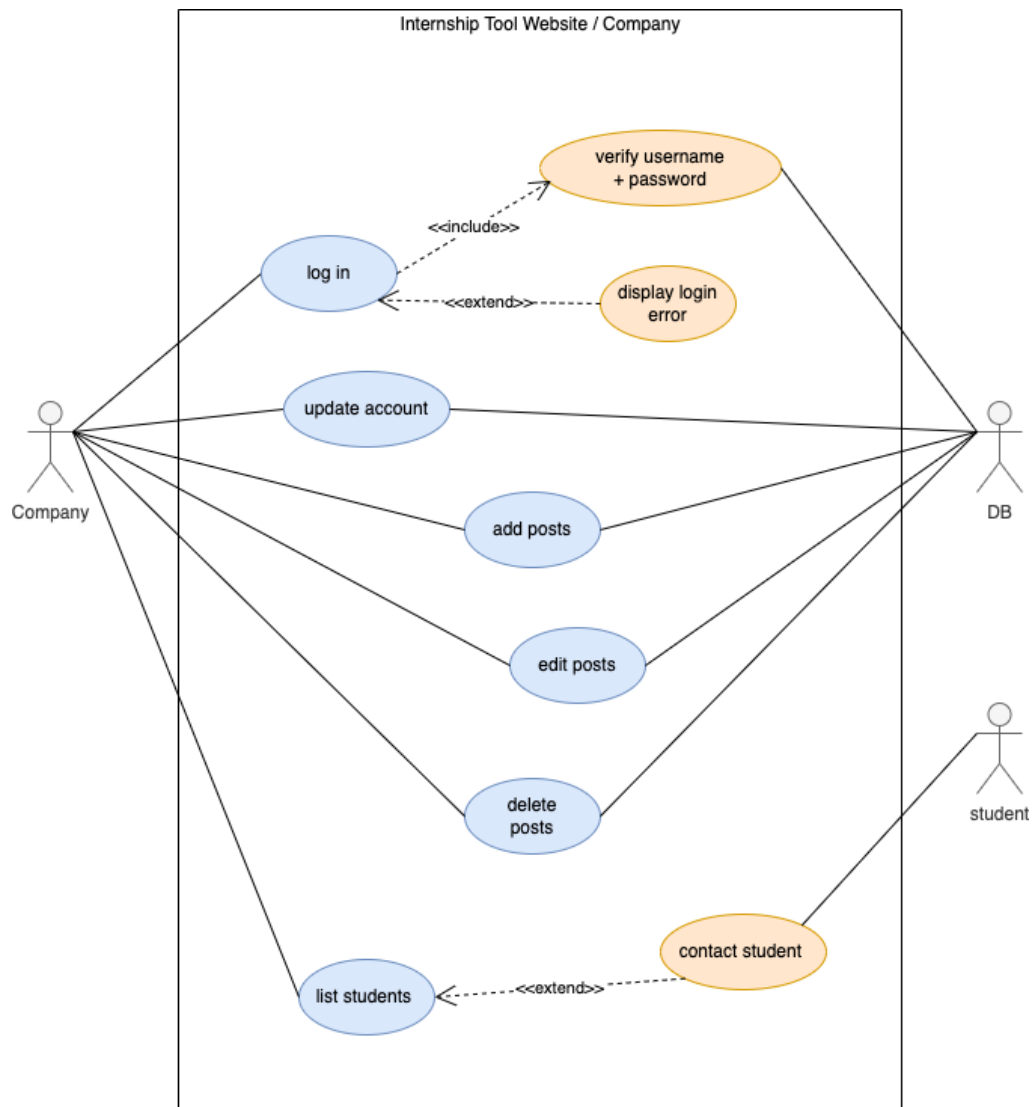 Internship Tool Website / Company
verify username
+ password
<<include>>
log in
display login
error
<<extend>>
update account
Company
DB
add posts
edit posts
delete
posts
student
contact student
<<extend>>
list students